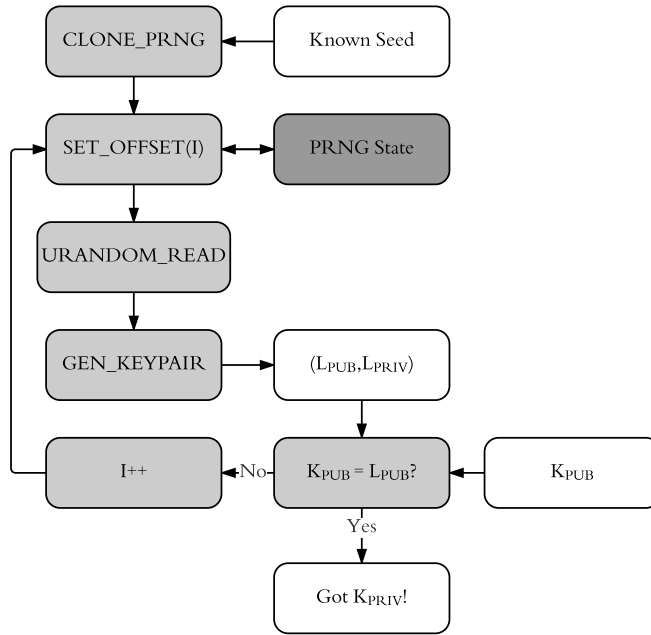 CLONE_PRNG
Known Seed
SET_OFFSET(I)
PRNG State
URANDOM_READ
GEN_KEYPAIR
(LPUB,LPRIV)
I++
No
KPUB = LPUB?
KPUB
Yes
Got KPRIV!